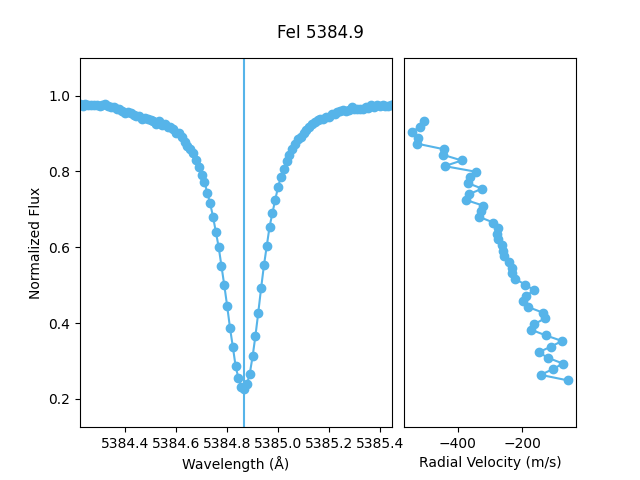 FeI 5384.9
Normalized Flux
1.0
0.8
0.6
0.4
0.2
5384.4 5384.6 5384.8 5385.0 5385.2 5385.4
Wavelength (Å)
−400 −200
Radial Velocity (m/s)